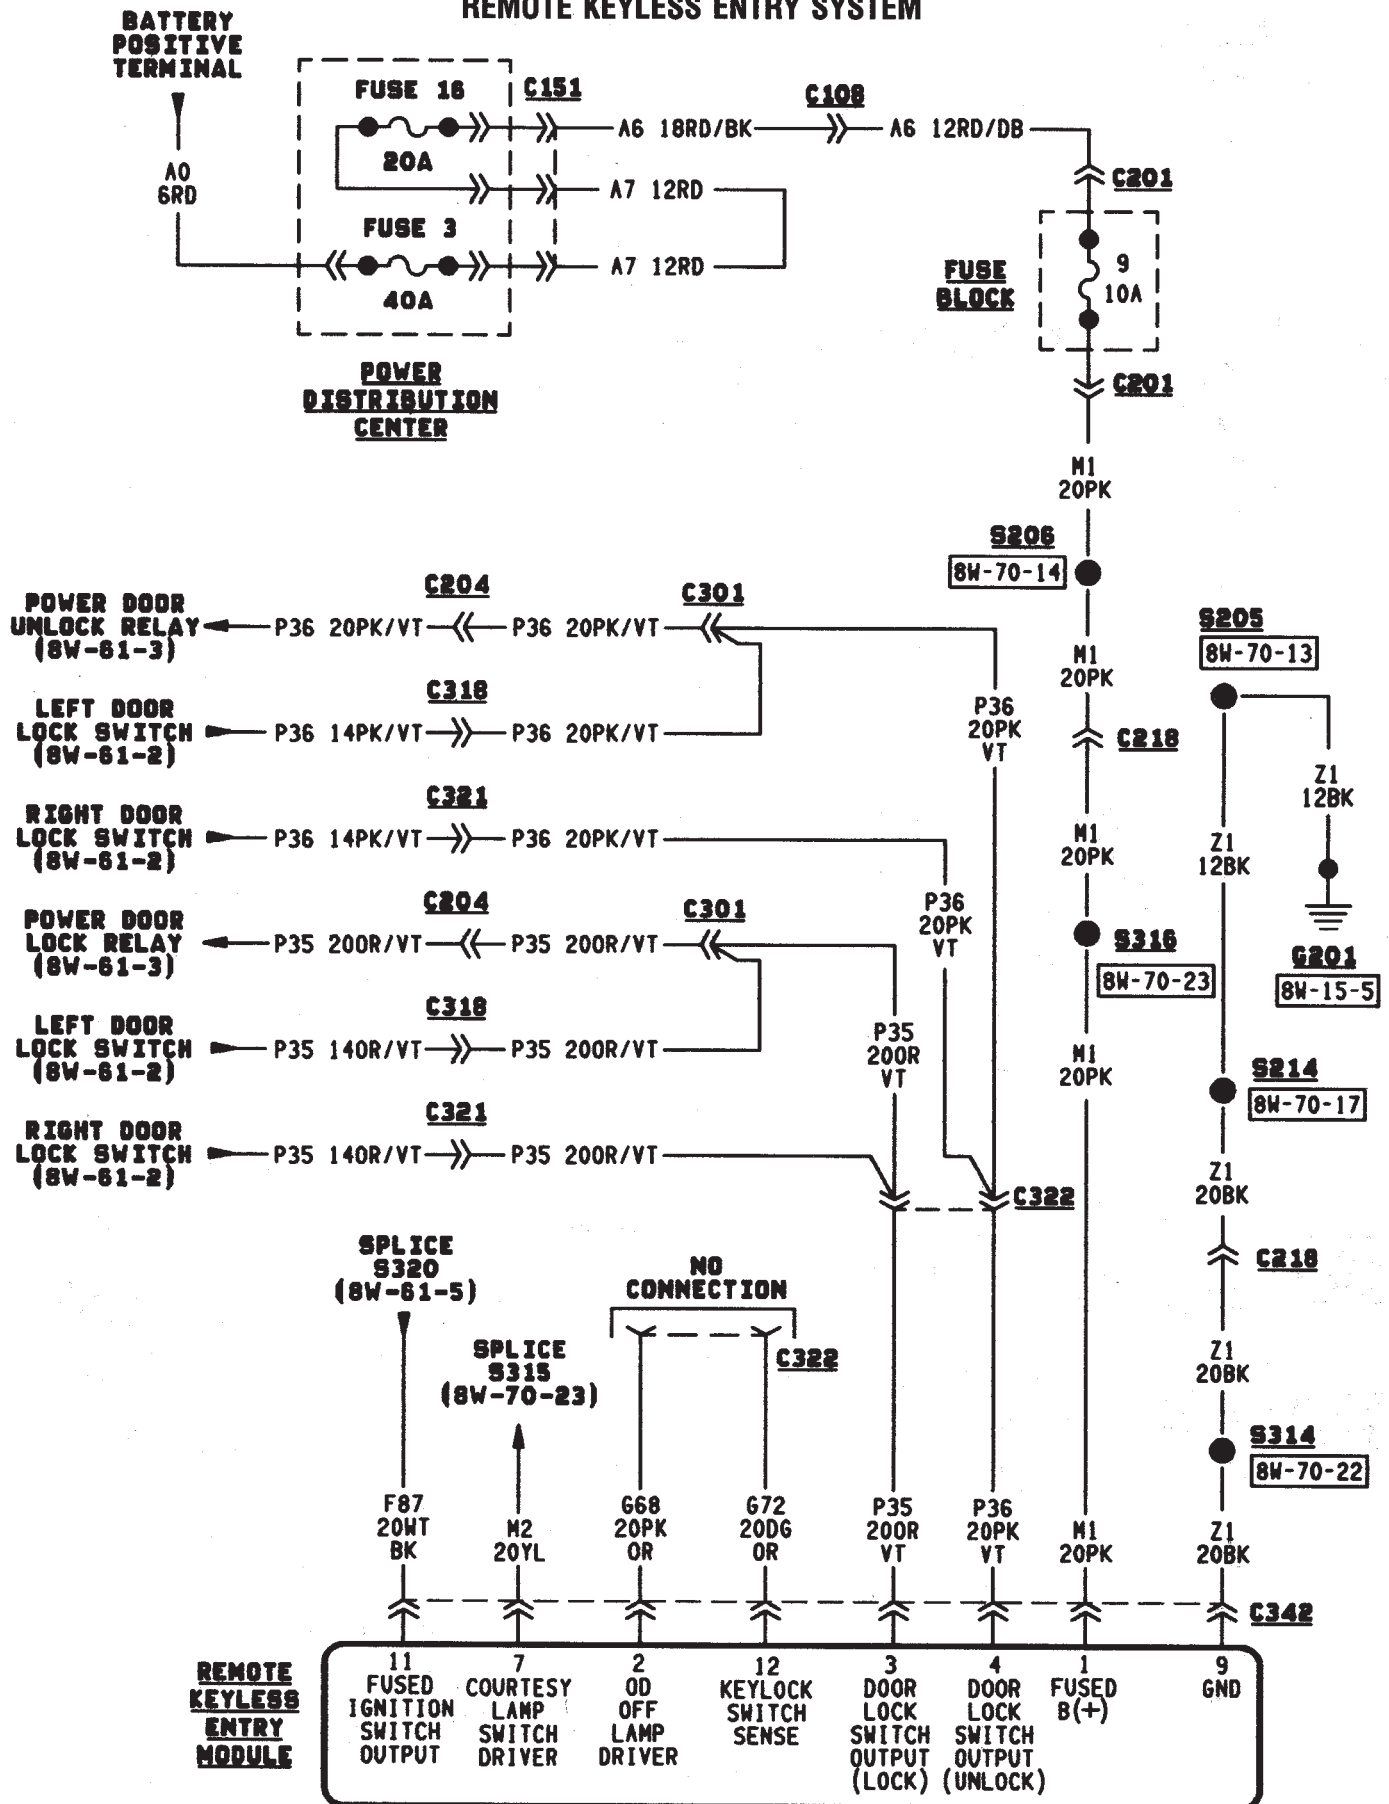 REMOTE KEYLESS ENTRY SYSTEM
BATTERY
POSITIVE
TERMINAL
A0
6RD
FUSE 16
20A
FUSE 3
40A
POWER
DISTRIBUTION
CENTER
C151
A6 18RD/BK
C108
A6 12RD/DB
A7 12RD
A7 12RD
C201
FUSE
BLOCK
9
10A
C201
M1
20PK
S206
8W-70-14
M1
20PK
C218
M1
20PK
S316
8W-70-23
M1
20PK
S205
8W-70-13
Z1
12BK
Z1
12BK
G201
8W-15-5
S214
8W-70-17
Z1
20BK
C218
Z1
20BK
S314
8W-70-22
POWER DOOR
UNLOCK RELAY
(8W-61-3)
P36 20PK/VT
C204
P36 20PK/VT
C301
LEFT DOOR
LOCK SWITCH
(8W-61-2)
P36 14PK/VT
C318
P36 20PK/VT
P36
20PK
VT
RIGHT DOOR
LOCK SWITCH
(8W-61-2)
P36 14PK/VT
C321
P36 20PK/VT
P36
20PK
VT
POWER DOOR
LOCK RELAY
(8W-61-3)
P35 20OR/VT
C204
P35 20OR/VT
C301
LEFT DOOR
LOCK SWITCH
(8W-61-2)
P35 14OR/VT
C318
P35 20OR/VT
P35
20OR
VT
RIGHT DOOR
LOCK SWITCH
(8W-61-2)
P35 14OR/VT
C321
P35 20OR/VT
C322
SPLICE
S320
(8W-61-5)
SPLICE
S315
(8W-70-23)
NO
CONNECTION
C322
F87
20WT
BK
M2
20YL
G68
20PK
OR
G72
20DG
OR
P35
20OR
VT
P36
20PK
VT
M1
20PK
Z1
20BK
C342
REMOTE
KEYLESS
ENTRY
MODULE
11
FUSED
IGNITION
SWITCH
OUTPUT
7
COURTESY
LAMP
SWITCH
DRIVER
2
OD
OFF
LAMP
DRIVER
12
KEYLOCK
SWITCH
SENSE
3
DOOR
LOCK
SWITCH
OUTPUT
(LOCK)
4
DOOR
LOCK
SWITCH
OUTPUT
(UNLOCK)
1
FUSED
B(+)
9
GND